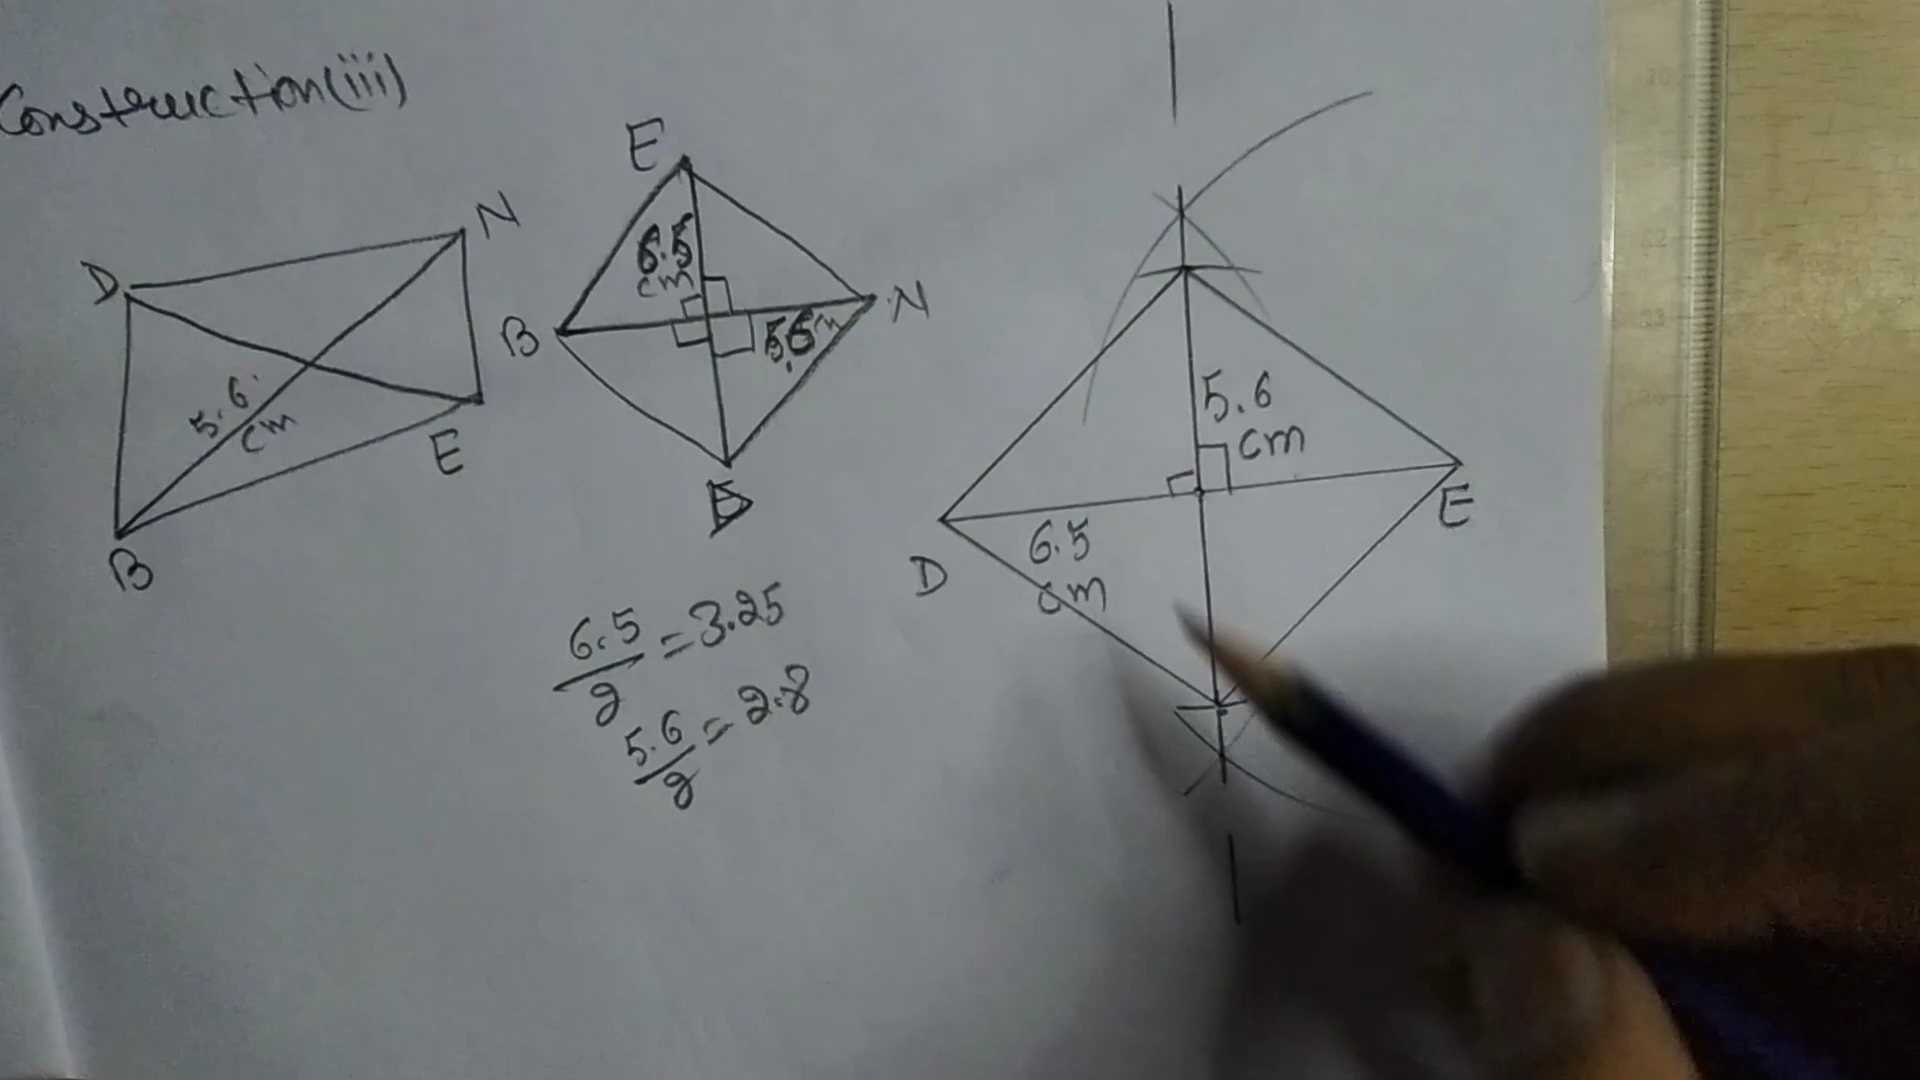 Construction(iii)
D
N
5.6
cm
E
B
E
6.5
cm
B
N
5.6 cm
6.5/2 = 3.25
5.6/2 = 2.8
5.6
cm
D
6.5
cm
E